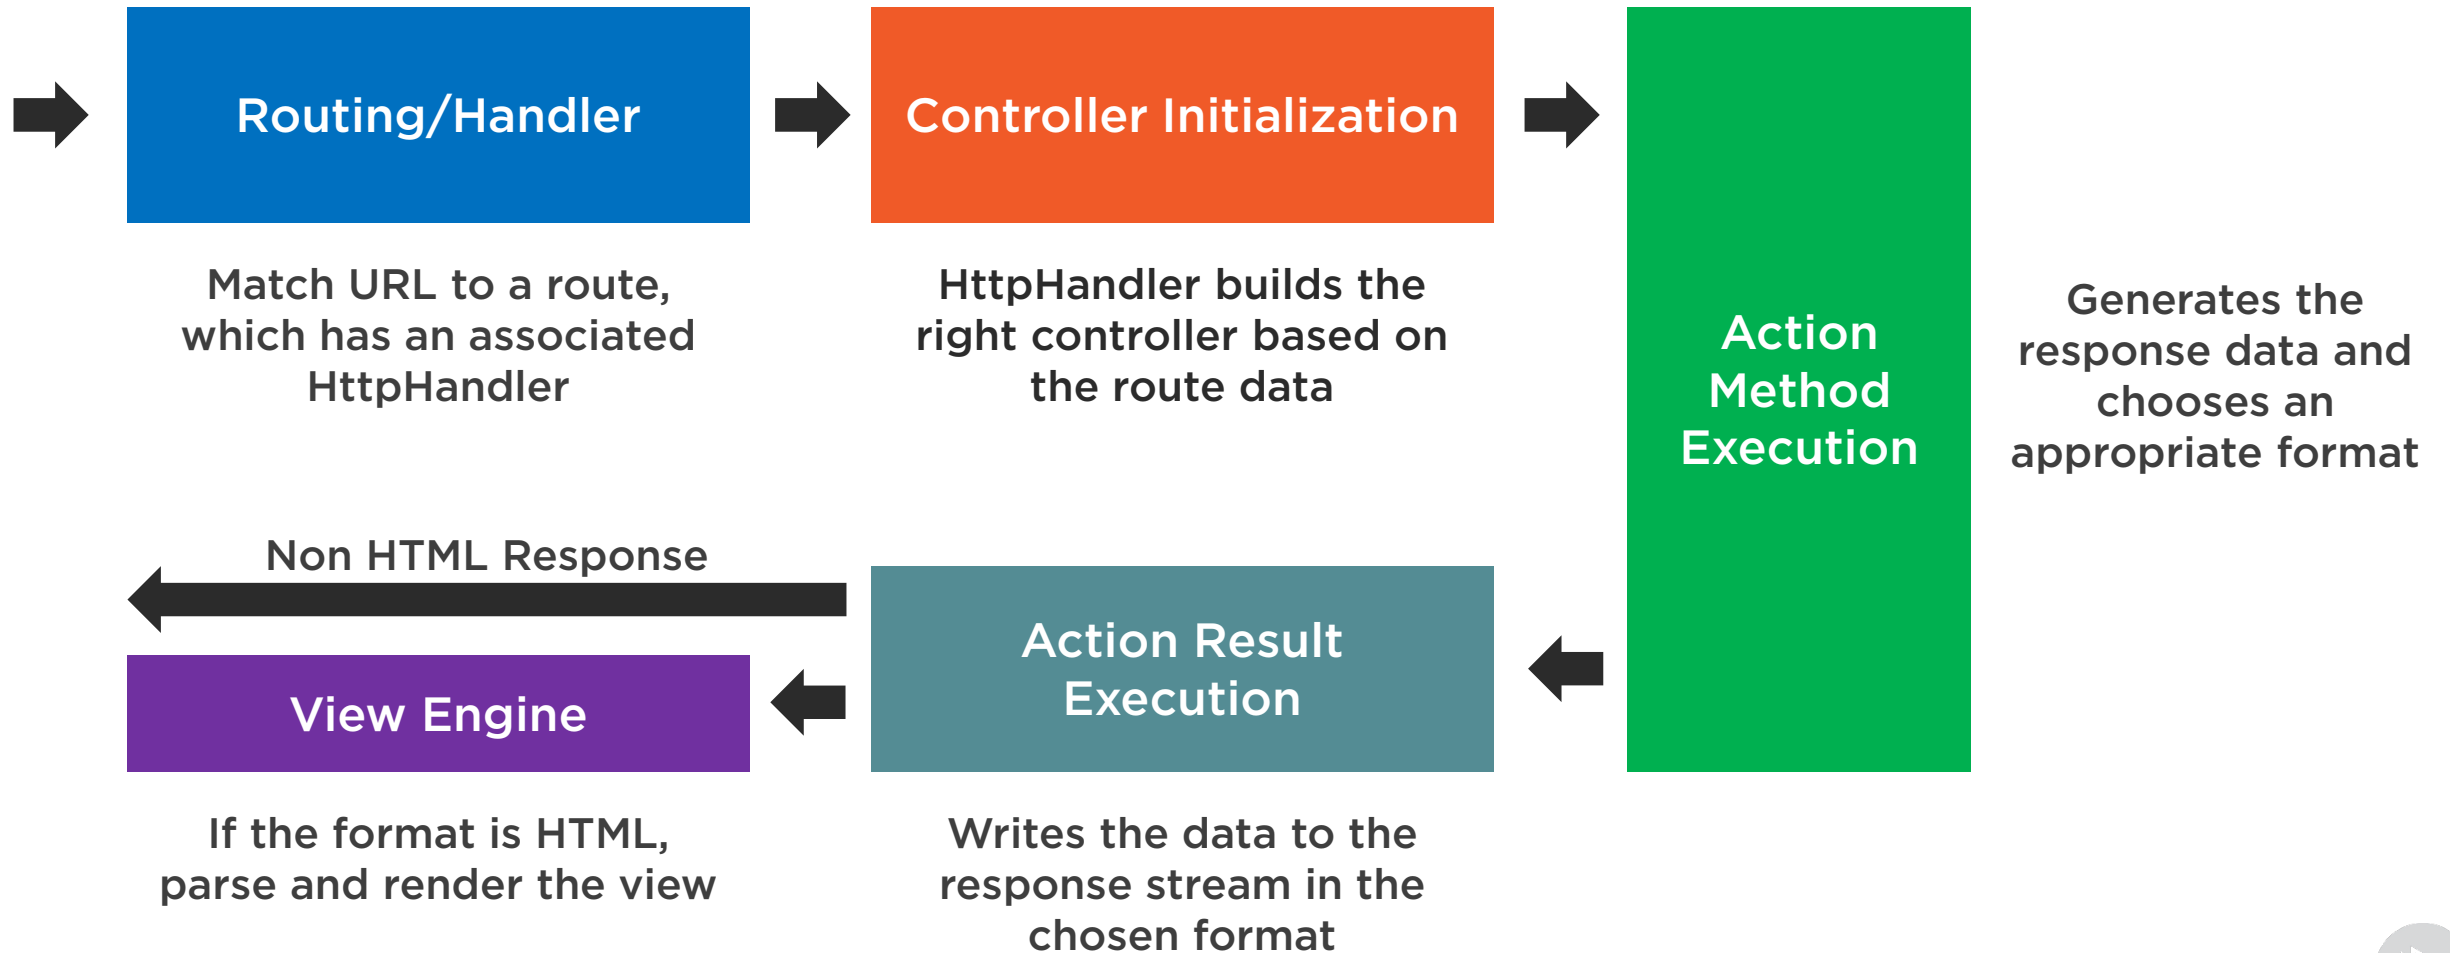 Routing/Handler
Controller Initialization
Match URL to a route,
which has an associated
HttpHandler
HttpHandler builds the
right controller based on
the route data
Action
Method
Execution
Generates the
response data and
chooses an
appropriate format
Non HTML Response
Action Result
Execution
View Engine
If the format is HTML,
parse and render the view
Writes the data to the
response stream in the
chosen format